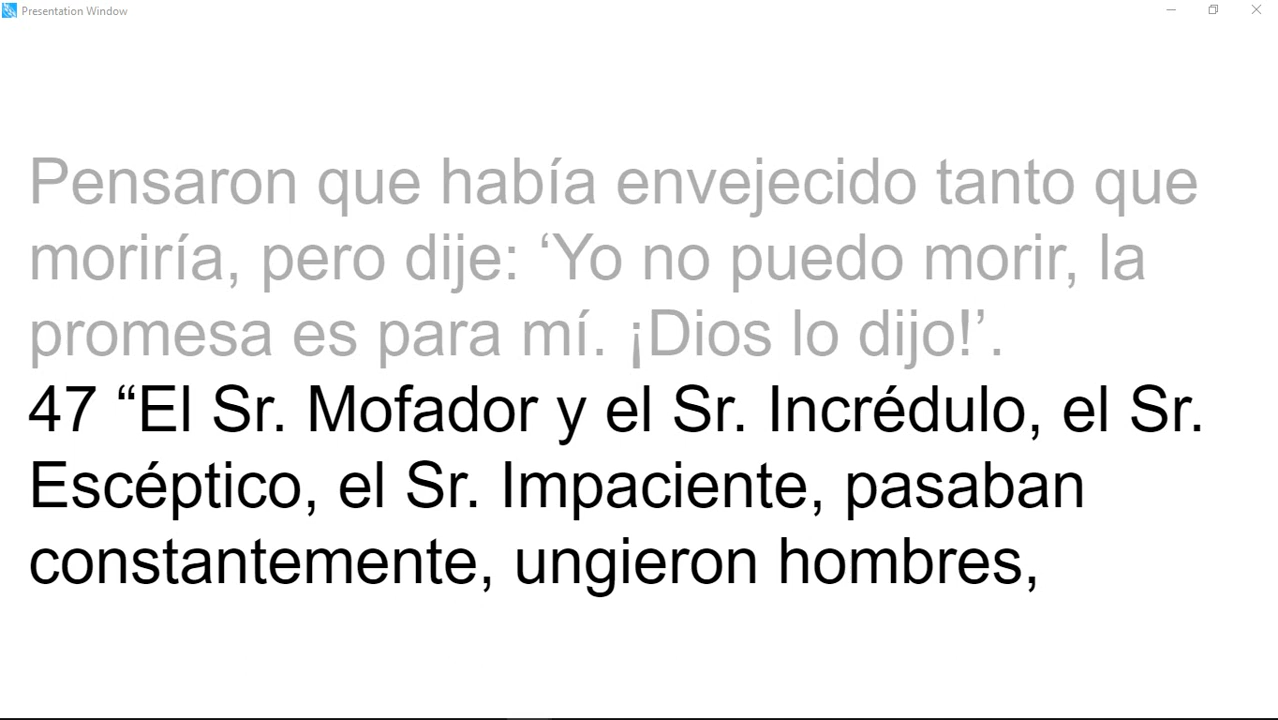 Presentation Window
Pensaron que había envejecido tanto que
moriría, pero dije: ‘Yo no puedo morir, la
promesa es para mí. ¡Dios lo dijo!’.
47 “El Sr. Mofador y el Sr. Incrédulo, el Sr.
Escéptico, el Sr. Impaciente, pasaban
constantemente, ungieron hombres,